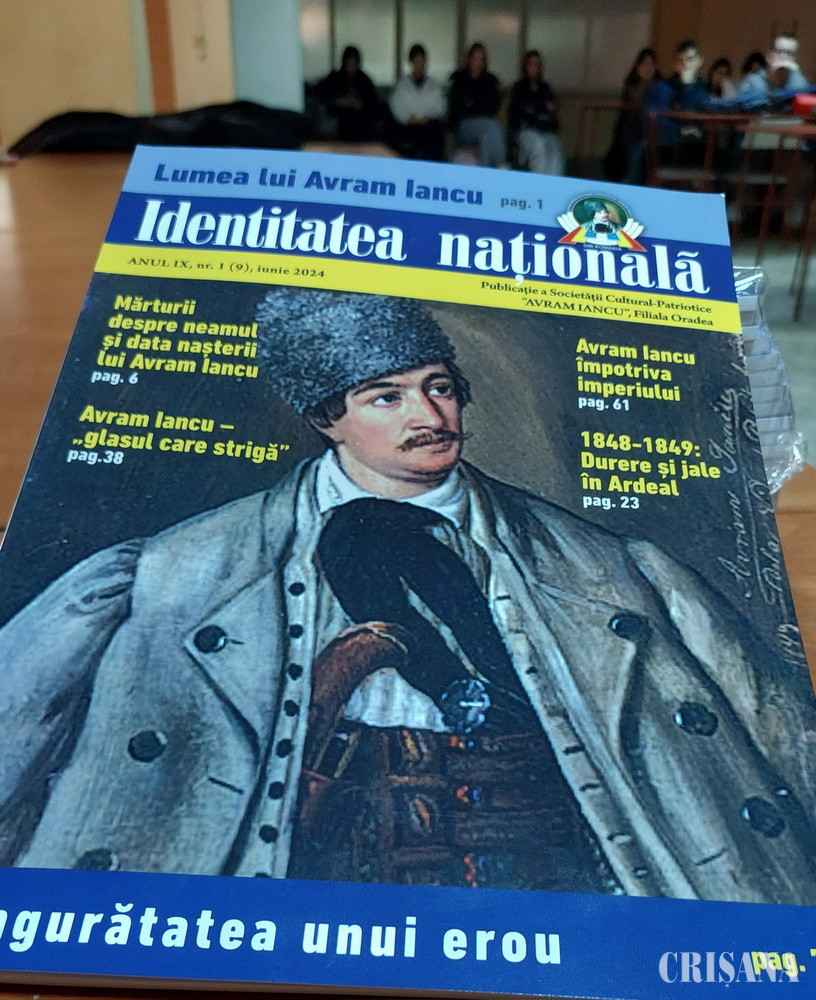 Lumea lui Avram Iancu pag. 1
Identitatea națională
DIN ROMÂNIA
ANUL IX, nr. 1 (9), iunie 2024
Publicație a Societății Cultural-Patriotice
"AVRAM IANCU", Filiala Oradea
Mărturii
despre neamul
și data nașterii
lui Avram Iancu
pag. 6
Avram Iancu –
„glasul care strigă”
pag.38
Avram Iancu
împotriva
imperiului
pag. 61
1848-1849:
Durere și jale
în Ardeal
pag. 23
unui erou
pag.
CRIȘANA